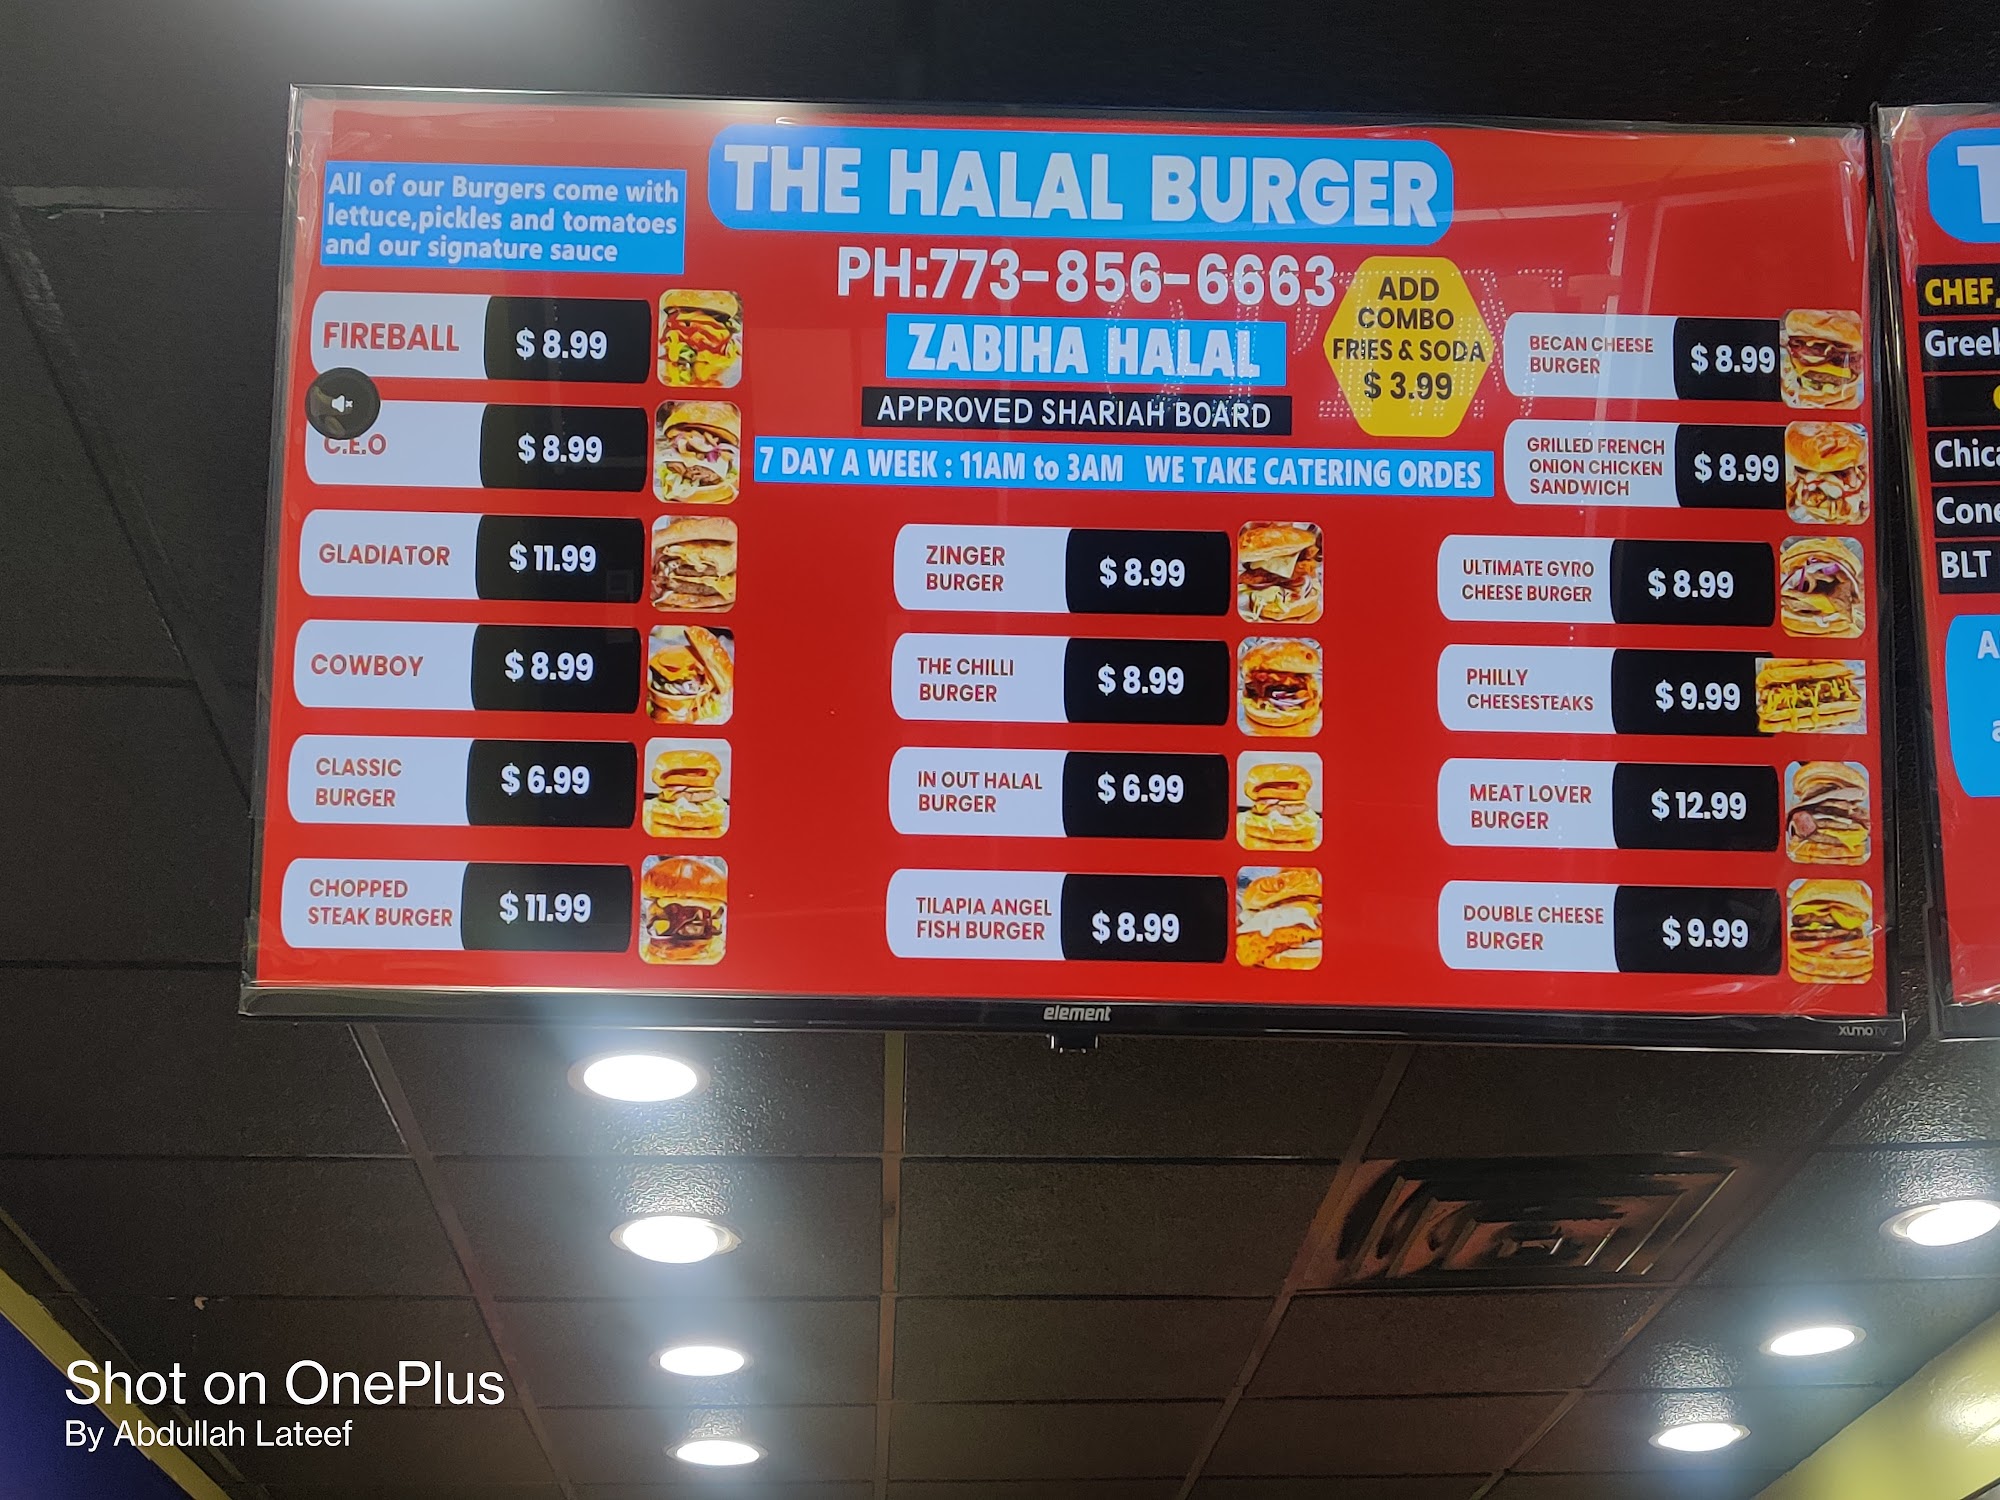 All of our Burgers come with
lettuce,pickles and tomatoes
and our signature sauce
THE HALAL BURGER
PH:773-856-6663
ZABIHA HALAL
APPROVED SHARIAH BOARD
7 DAY A WEEK : 11AM to 3AM WE TAKE CATERING ORDES
ADD
COMBO
FRIES & SODA
$ 3.99
FIREBALL $ 8.99
C.E.O $ 8.99
GLADIATOR $ 11.99
COWBOY $ 8.99
CLASSIC
BURGER
$ 6.99
CHOPPED
STEAK BURGER
$ 11.99
ZINGER
BURGER
$ 8.99
THE CHILLI
BURGER
$ 8.99
IN OUT HALAL
BURGER
$ 6.99
TILAPIA ANGEL
FISH BURGER
$ 8.99
BECAN CHEESE
BURGER
$ 8.99
GRILLED FRENCH
ONION CHICKEN
SANDWICH
$ 8.99
ULTIMATE GYRO
CHEESE BURGER
$ 8.99
PHILLY
CHEESESTEAKS
$ 9.99
MEAT LOVER
BURGER
$ 12.99
DOUBLE CHEESE
BURGER
$ 9.99
element
xumo TV
CHEF,
Greek
BLT
Shot on OnePlus
By Abdullah Lateef